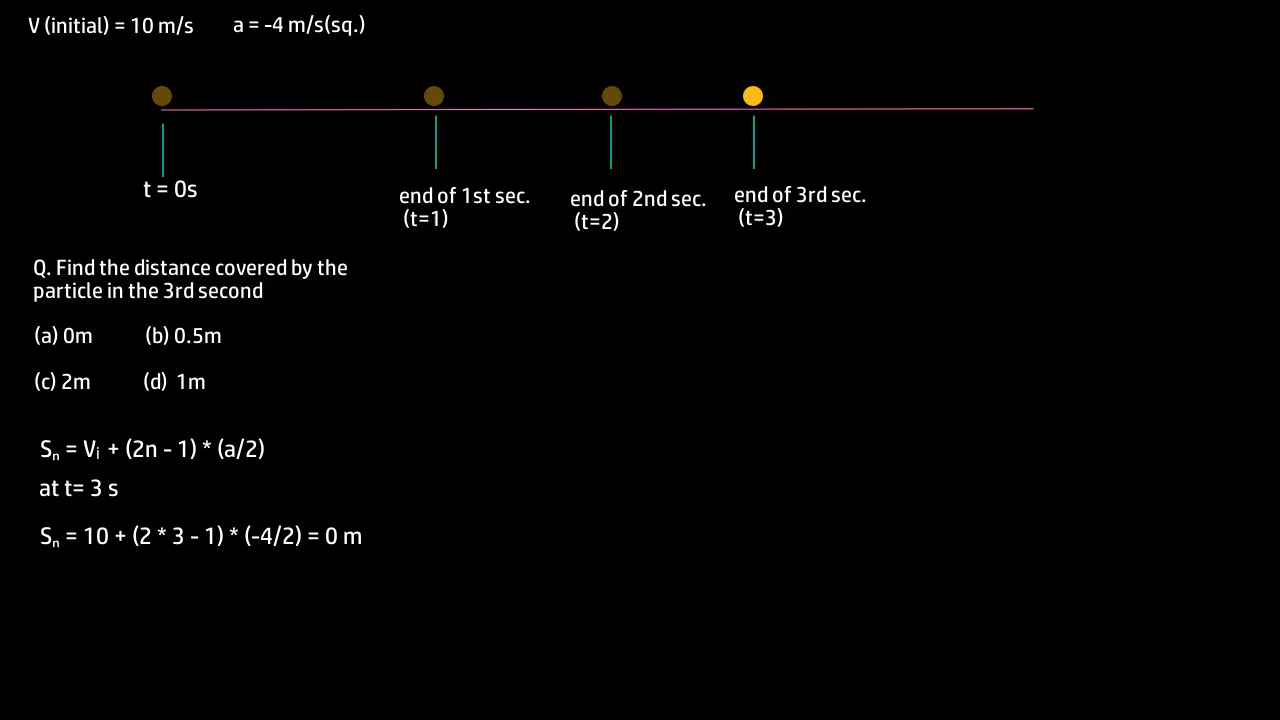 V (initial) = 10 m/s a = -4 m/s(sq.)
t = 0s
end of 1st sec.
(t=1)
end of 2nd sec.
(t=2)
end of 3rd sec.
(t=3)
Q. Find the distance covered by the
particle in the 3rd second
(a) 0m (b) 0.5m
(c) 2m (d) 1m
Sₙ = Vᵢ + (2n - 1) * (a/2)
at t= 3 s
Sₙ = 10 + (2 * 3 - 1) * (-4/2) = 0 m